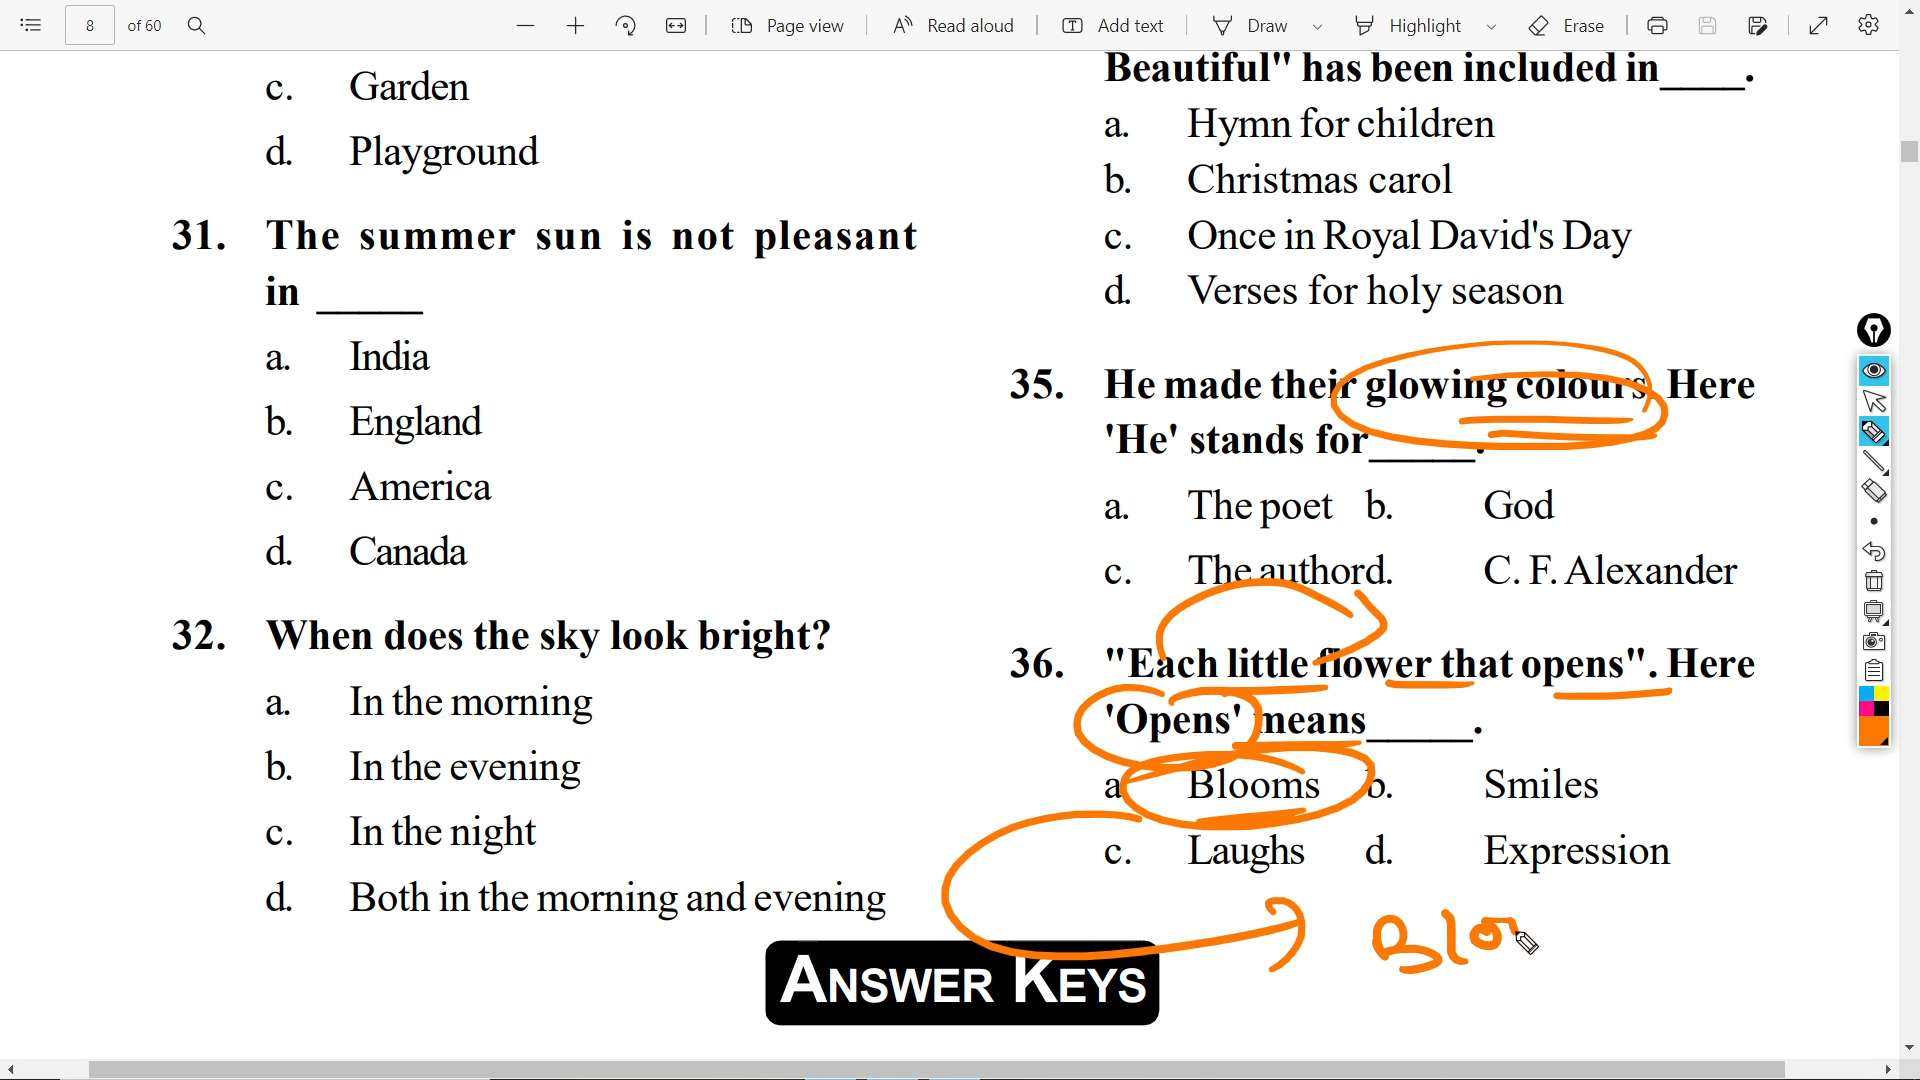 8 of 60 Page view Read aloud Add text Draw Highlight Erase
c. Garden
d. Playground
31. The summer sun is not pleasant
in _____
a. India
b. England
c. America
d. Canada
32. When does the sky look bright?
a. In the morning
b. In the evening
c. In the night
d. Both in the morning and evening
Beautiful" has been included in____.
a. Hymn for children
b. Christmas carol
c. Once in Royal David's Day
d. Verses for holy season
35. He made their glowing colours. Here
'He' stands for_____.
a. The poet b. God
c. The author d. C. F. Alexander
36. "Each little flower that opens". Here
'Opens' means_____.
a. Blooms b. Smiles
c. Laughs d. Expression
Blo
ANSWER KEYS